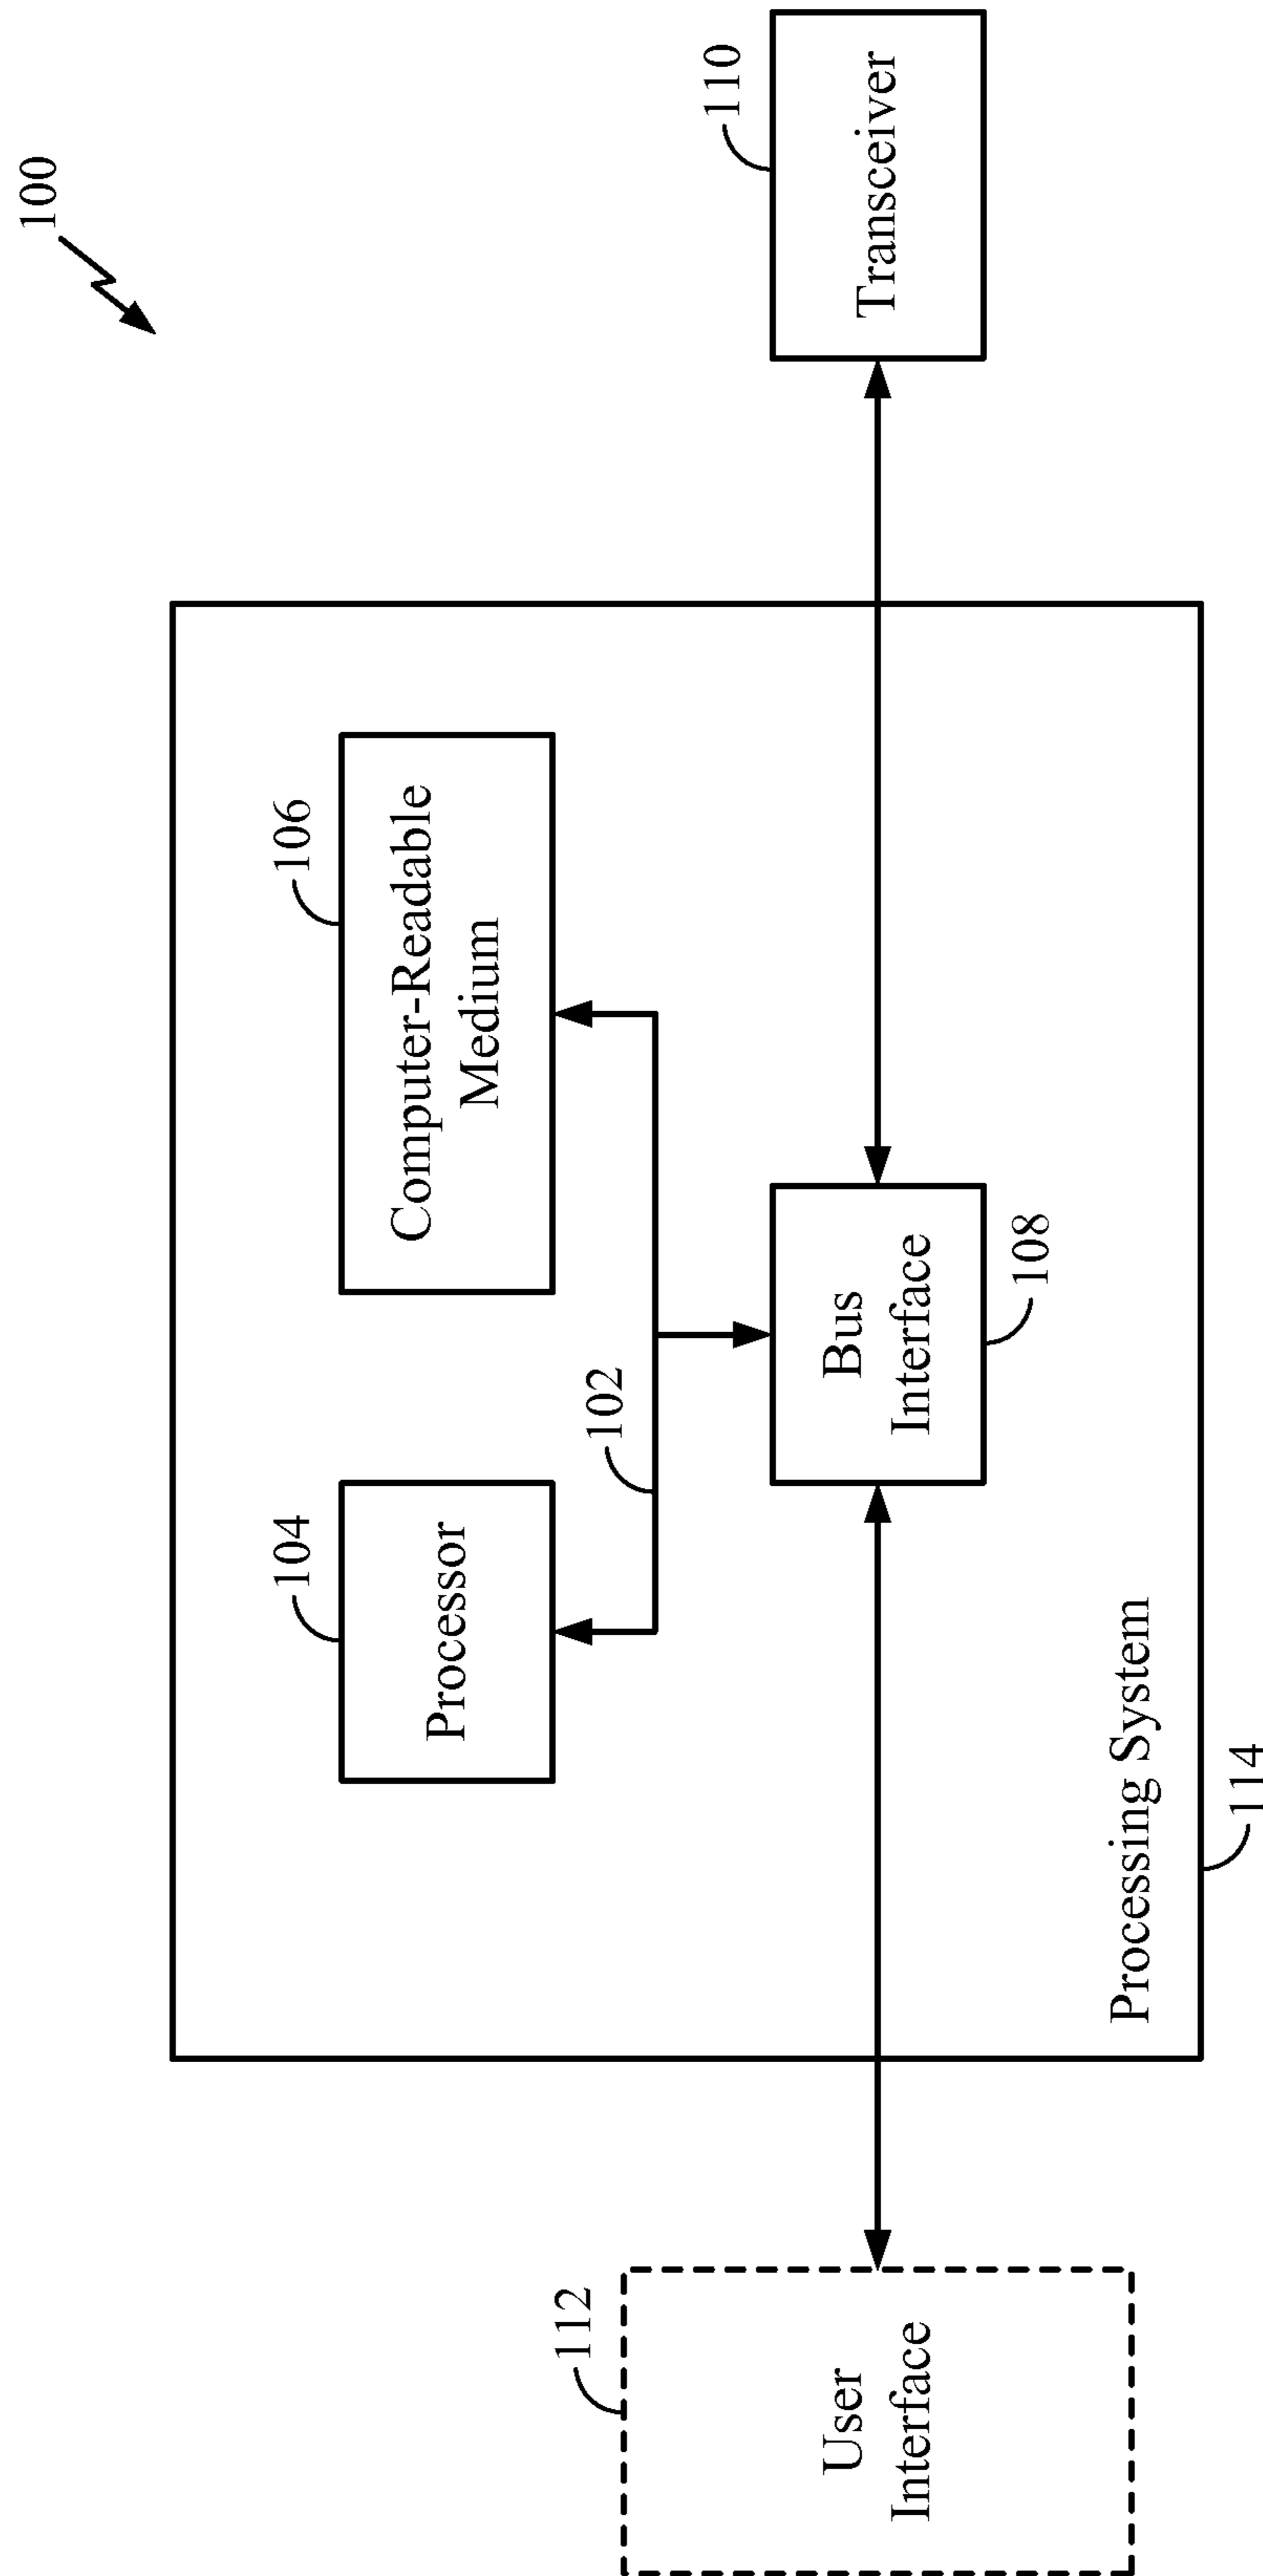 100
106
Computer-Readable
Medium
104
Processor
102
110
Transceiver
112
User
Interface
Bus
Interface
108
Processing System
114